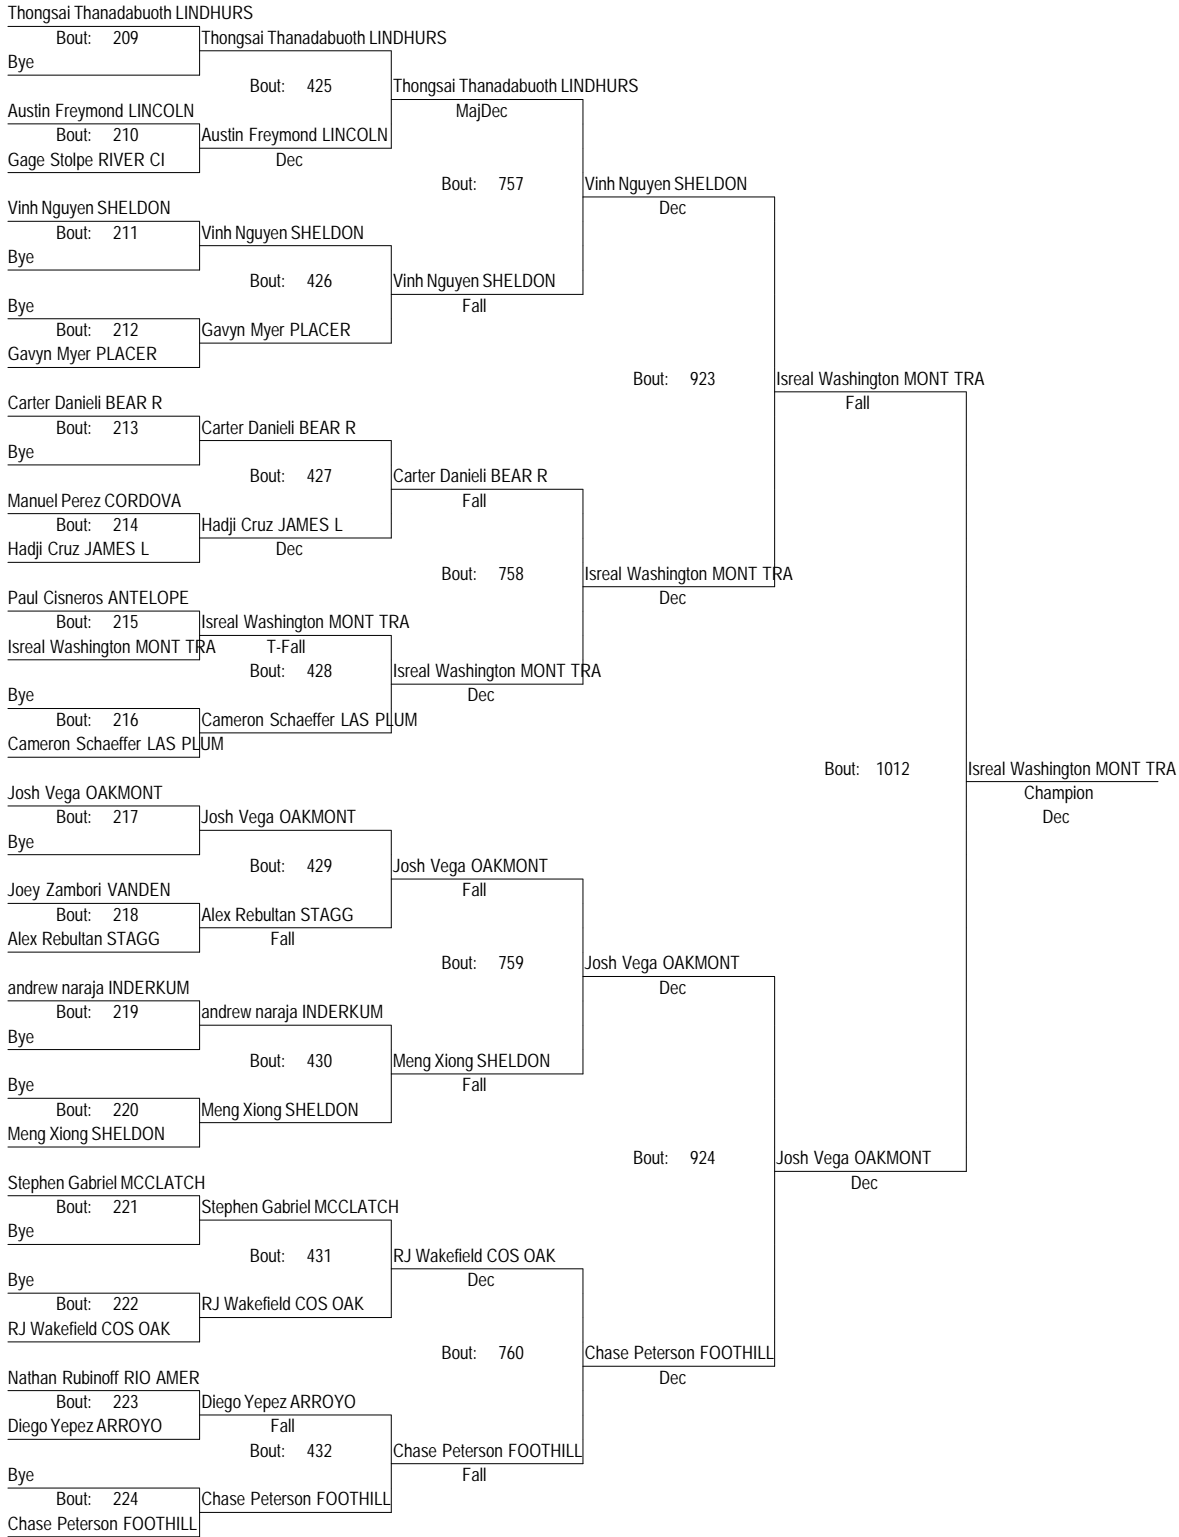 Thongsai Thanadabuoth LINDHURS
Bout: 209
Thongsai Thanadabuoth LINDHURS
Bye
Bout: 425
Thongsai Thanadabuoth LINDHURS
Austin Freymond LINCOLN
MajDec
Bout: 210
Austin Freymond LINCOLN
Gage Stolpe RIVER CI
Dec
Bout: 757
Vinh Nguyen SHELDON
Vinh Nguyen SHELDON
Dec
Bout: 211
Vinh Nguyen SHELDON
Bye
Bout: 426
Vinh Nguyen SHELDON
Bye
Fall
Bout: 212
Gavyn Myer PLACER
Gavyn Myer PLACER
Bout: 923
Isreal Washington MONT TRA
Carter Danieli BEAR R
Fall
Bout: 213
Carter Danieli BEAR R
Bye
Bout: 427
Carter Danieli BEAR R
Manuel Perez CORDOVA
Fall
Bout: 214
Hadji Cruz JAMES L
Hadji Cruz JAMES L
Dec
Bout: 758
Isreal Washington MONT TRA
Paul Cisneros ANTELOPE
Dec
Bout: 215
Isreal Washington MONT TRA
Isreal Washington MONT TRA
T-Fall
Bout: 428
Isreal Washington MONT TRA
Bye
Dec
Bout: 216
Cameron Schaeffer LAS PLUM
Cameron Schaeffer LAS PLUM
Bout: 1012
Isreal Washington MONT TRA
Josh Vega OAKMONT
Champion
Bout: 217
Josh Vega OAKMONT
Dec
Bye
Bout: 429
Josh Vega OAKMONT
Joey Zambori VANDEN
Fall
Bout: 218
Alex Rebultan STAGG
Alex Rebultan STAGG
Fall
Bout: 759
Josh Vega OAKMONT
andrew naraja INDERKUM
Dec
Bout: 219
andrew naraja INDERKUM
Bye
Bout: 430
Meng Xiong SHELDON
Bye
Fall
Bout: 220
Meng Xiong SHELDON
Meng Xiong SHELDON
Bout: 924
Josh Vega OAKMONT
Stephen Gabriel MCCLATCH
Dec
Bout: 221
Stephen Gabriel MCCLATCH
Bye
Bout: 431
RJ Wakefield COS OAK
Bye
Dec
Bout: 222
RJ Wakefield COS OAK
RJ Wakefield COS OAK
Bout: 760
Chase Peterson FOOTHILL
Nathan Rubinoff RIO AMER
Dec
Bout: 223
Diego Yepez ARROYO
Diego Yepez ARROYO
Fall
Bout: 432
Chase Peterson FOOTHILL
Bye
Fall
Bout: 224
Chase Peterson FOOTHILL
Chase Peterson FOOTHILL